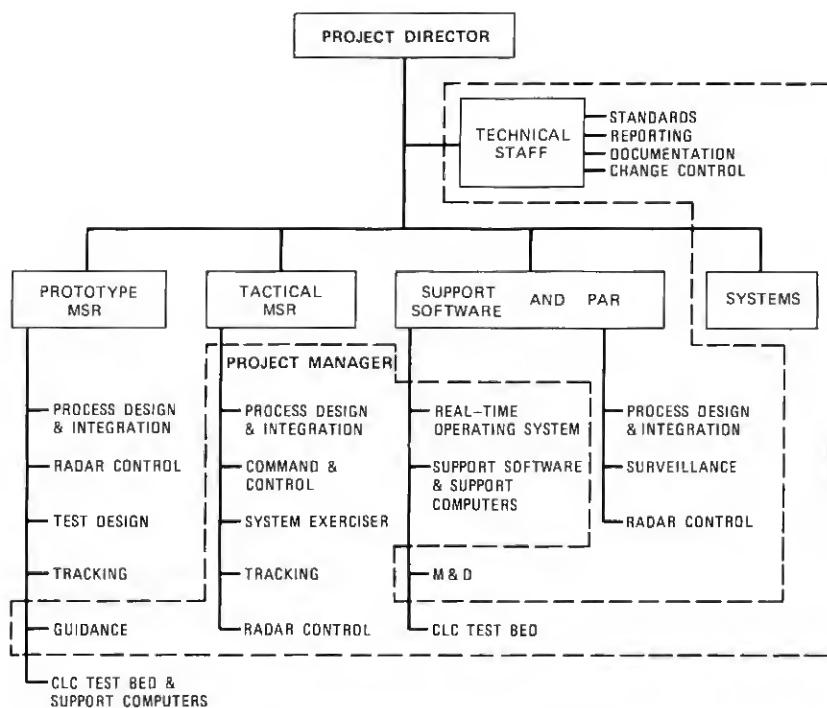 PROJECT DIRECTOR
TECHNICAL
STAFF
STANDARDS
REPORTING
DOCUMENTATION
CHANGE CONTROL
PROTOTYPE
MSR
TACTICAL
MSR
SUPPORT
SOFTWARE AND PAR
SYSTEMS
PROJECT MANAGER
PROCESS DESIGN
& INTEGRATION
RADAR CONTROL
TEST DESIGN
TRACKING
GUIDANCE
CLC TEST BED &
SUPPORT COMPUTERS
PROCESS DESIGN
& INTEGRATION
COMMAND &
CONTROL
SYSTEM EXERCISER
TRACKING
RADAR CONTROL
REAL-TIME
OPERATING SYSTEM
SUPPORT SOFTWARE
& SUPPORT
COMPUTERS
M & D
CLC TEST BED
PROCESS DESIGN
& INTEGRATION
SURVEILLANCE
RADAR CONTROL